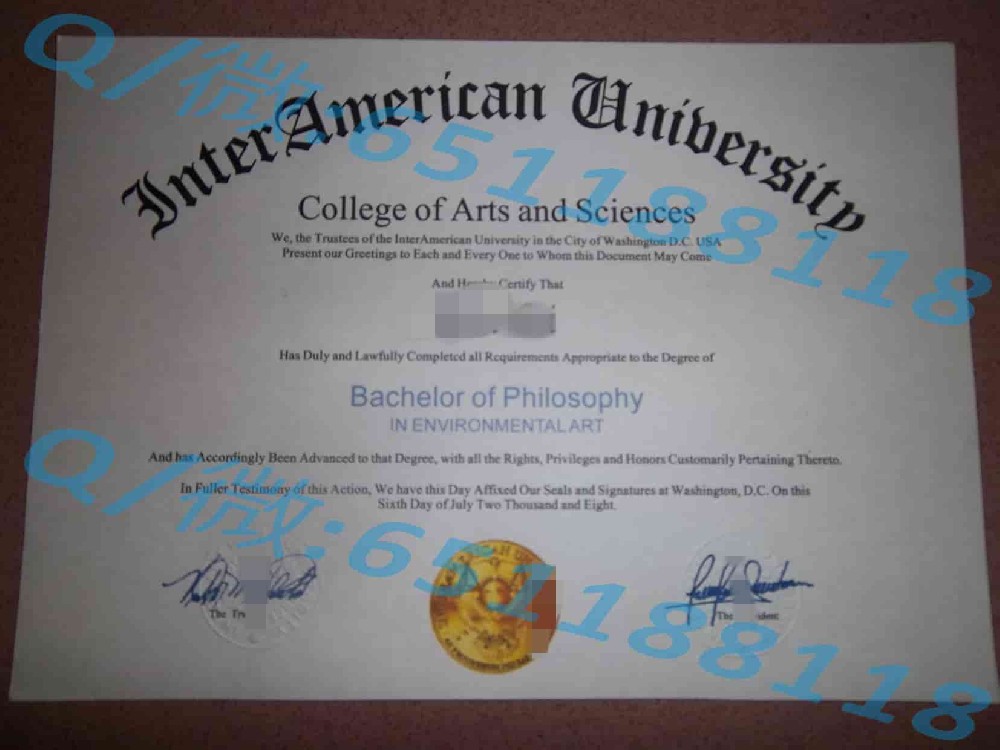 InterAmerican University
College of Arts and Sciences
We, the Trustees of the InterAmerican University in the City of Washington D.C. USA
Present our Greetings to Each and Every One to Whom this Document May Come
And Hereby Certify That
Has Duly and Lawfully Completed all Requirements Appropriate to the Degree of
Bachelor of Philosophy
IN ENVIRONMENTAL ART
And has Accordingly Been Advanced to that Degree, with all the Rights, Privileges and Honors Customarily Pertaining Thereto.
In Fuller Testimony of this Action, We have this Day Affixed Our Seals and Signatures at Washington, D.C. On this
Sixth Day of July Two Thousand and Eight.
The
The
Q/微:651188118
Q/微:651188118